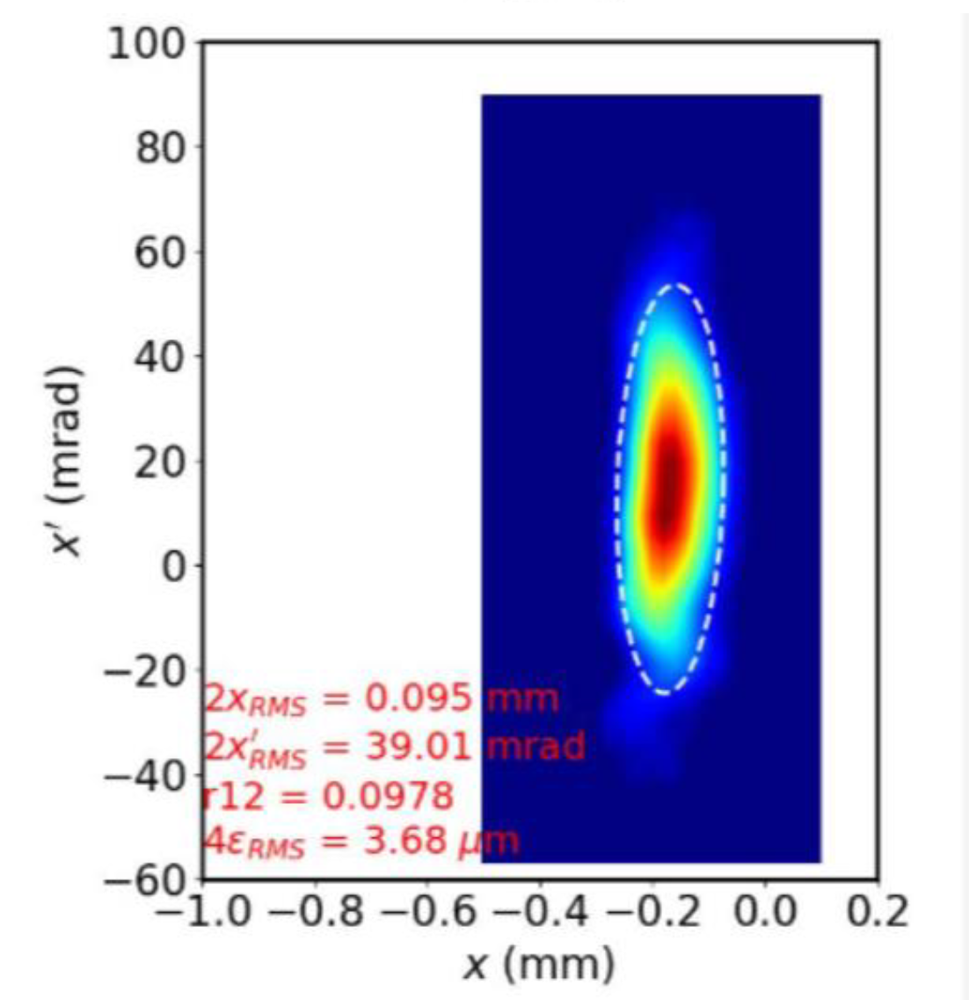 100
80
60
40
20
0
−20
−40
−60
x′ (mrad)
2x_RMS = 0.095 mm
2x′_RMS = 39.01 mrad
r12 = 0.0978
4ε_RMS = 3.68 μm
−1.0 −0.8 −0.6 −0.4 −0.2 0.0 0.2
x (mm)